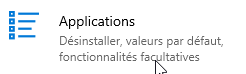 Applications
Désinstaller, valeurs par défaut,
fonctionnalités facultatives